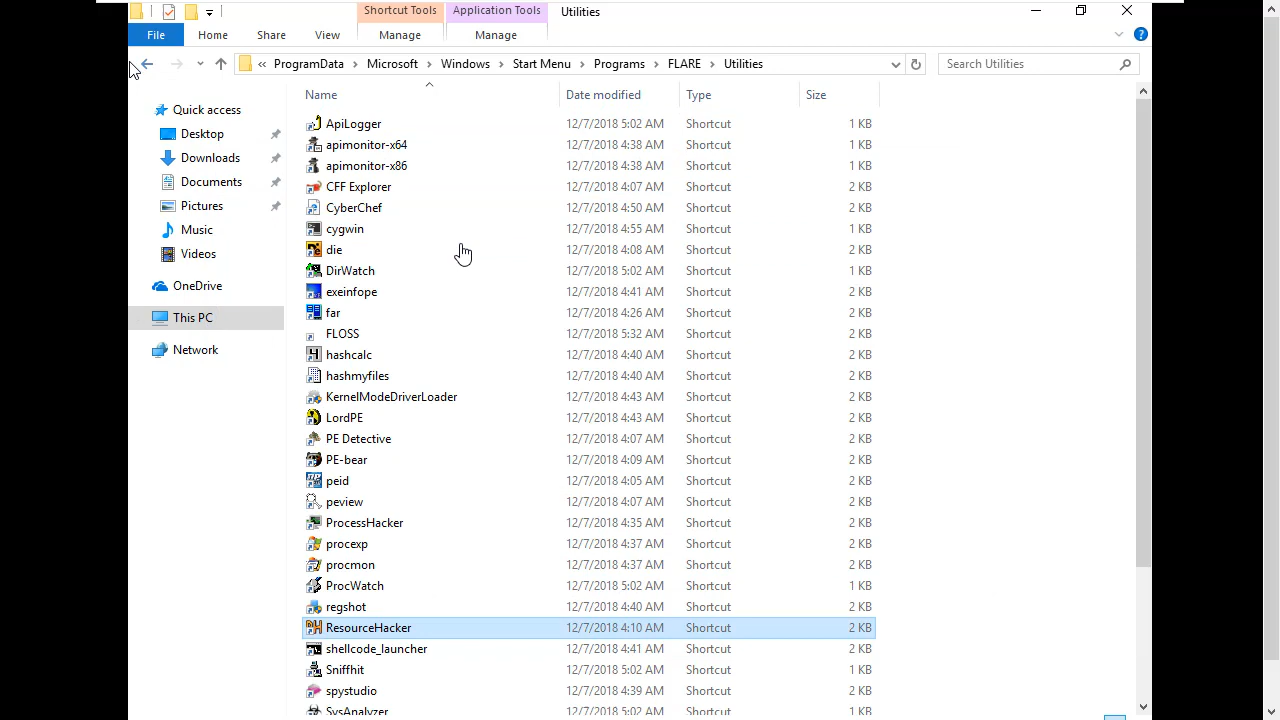 Shortcut Tools Application Tools Utilities
File Home Share View Manage Manage
« ProgramData Microsoft Windows Start Menu Programs FLARE Utilities Search Utilities
Name Date modified Type Size
Quick access
Desktop
Downloads
Documents
Pictures
Music
Videos
OneDrive
This PC
Network
ApiLogger 12/7/2018 5:02 AM Shortcut 1 KB
apimonitor-x64 12/7/2018 4:38 AM Shortcut 1 KB
apimonitor-x86 12/7/2018 4:38 AM Shortcut 1 KB
CFF Explorer 12/7/2018 4:07 AM Shortcut 2 KB
CyberChef 12/7/2018 4:50 AM Shortcut 2 KB
cygwin 12/7/2018 4:55 AM Shortcut 1 KB
die 12/7/2018 4:08 AM Shortcut 2 KB
DirWatch 12/7/2018 5:02 AM Shortcut 1 KB
exeinfope 12/7/2018 4:41 AM Shortcut 2 KB
far 12/7/2018 4:26 AM Shortcut 2 KB
FLOSS 12/7/2018 5:32 AM Shortcut 2 KB
hashcalc 12/7/2018 4:40 AM Shortcut 2 KB
hashmyfiles 12/7/2018 4:40 AM Shortcut 2 KB
KernelModeDriverLoader 12/7/2018 4:43 AM Shortcut 2 KB
LordPE 12/7/2018 4:43 AM Shortcut 2 KB
PE Detective 12/7/2018 4:07 AM Shortcut 2 KB
PE-bear 12/7/2018 4:09 AM Shortcut 2 KB
peid 12/7/2018 4:05 AM Shortcut 2 KB
peview 12/7/2018 4:07 AM Shortcut 2 KB
ProcessHacker 12/7/2018 4:35 AM Shortcut 2 KB
procexp 12/7/2018 4:37 AM Shortcut 2 KB
procmon 12/7/2018 4:37 AM Shortcut 2 KB
ProcWatch 12/7/2018 5:02 AM Shortcut 1 KB
regshot 12/7/2018 4:40 AM Shortcut 2 KB
ResourceHacker 12/7/2018 4:10 AM Shortcut 2 KB
shellcode_launcher 12/7/2018 4:41 AM Shortcut 2 KB
Sniffhit 12/7/2018 5:02 AM Shortcut 1 KB
spystudio 12/7/2018 4:39 AM Shortcut 2 KB
SysAnalyzer 12/7/2018 5:02 AM Shortcut 2 KB